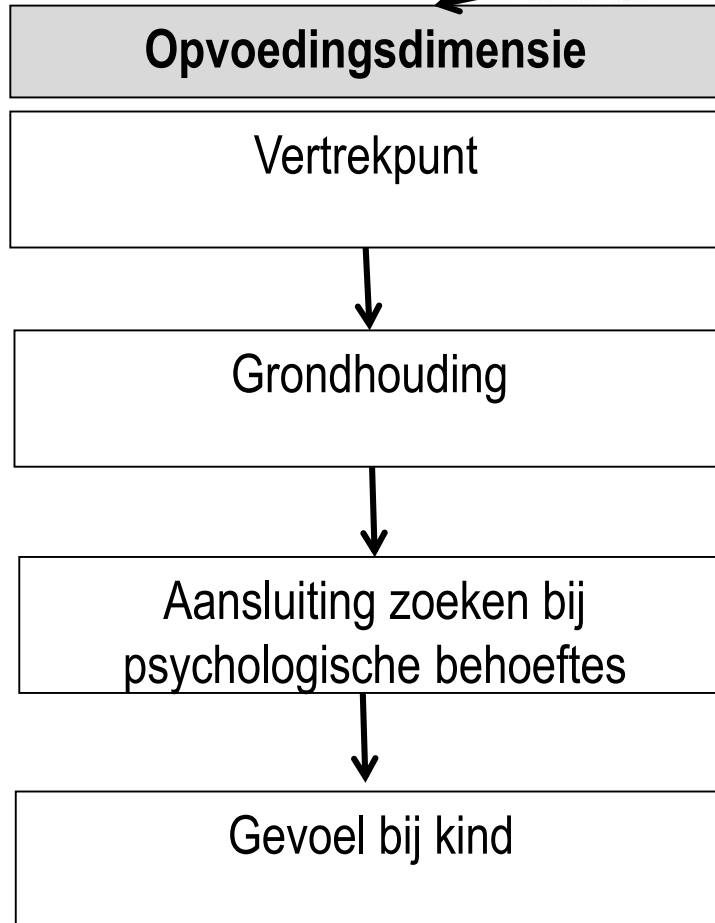 Opvoedingsdimensie
Vertrekpunt
Grondhouding
Aansluiting zoeken bij
psychologische behoeftes
Gevoel bij kind